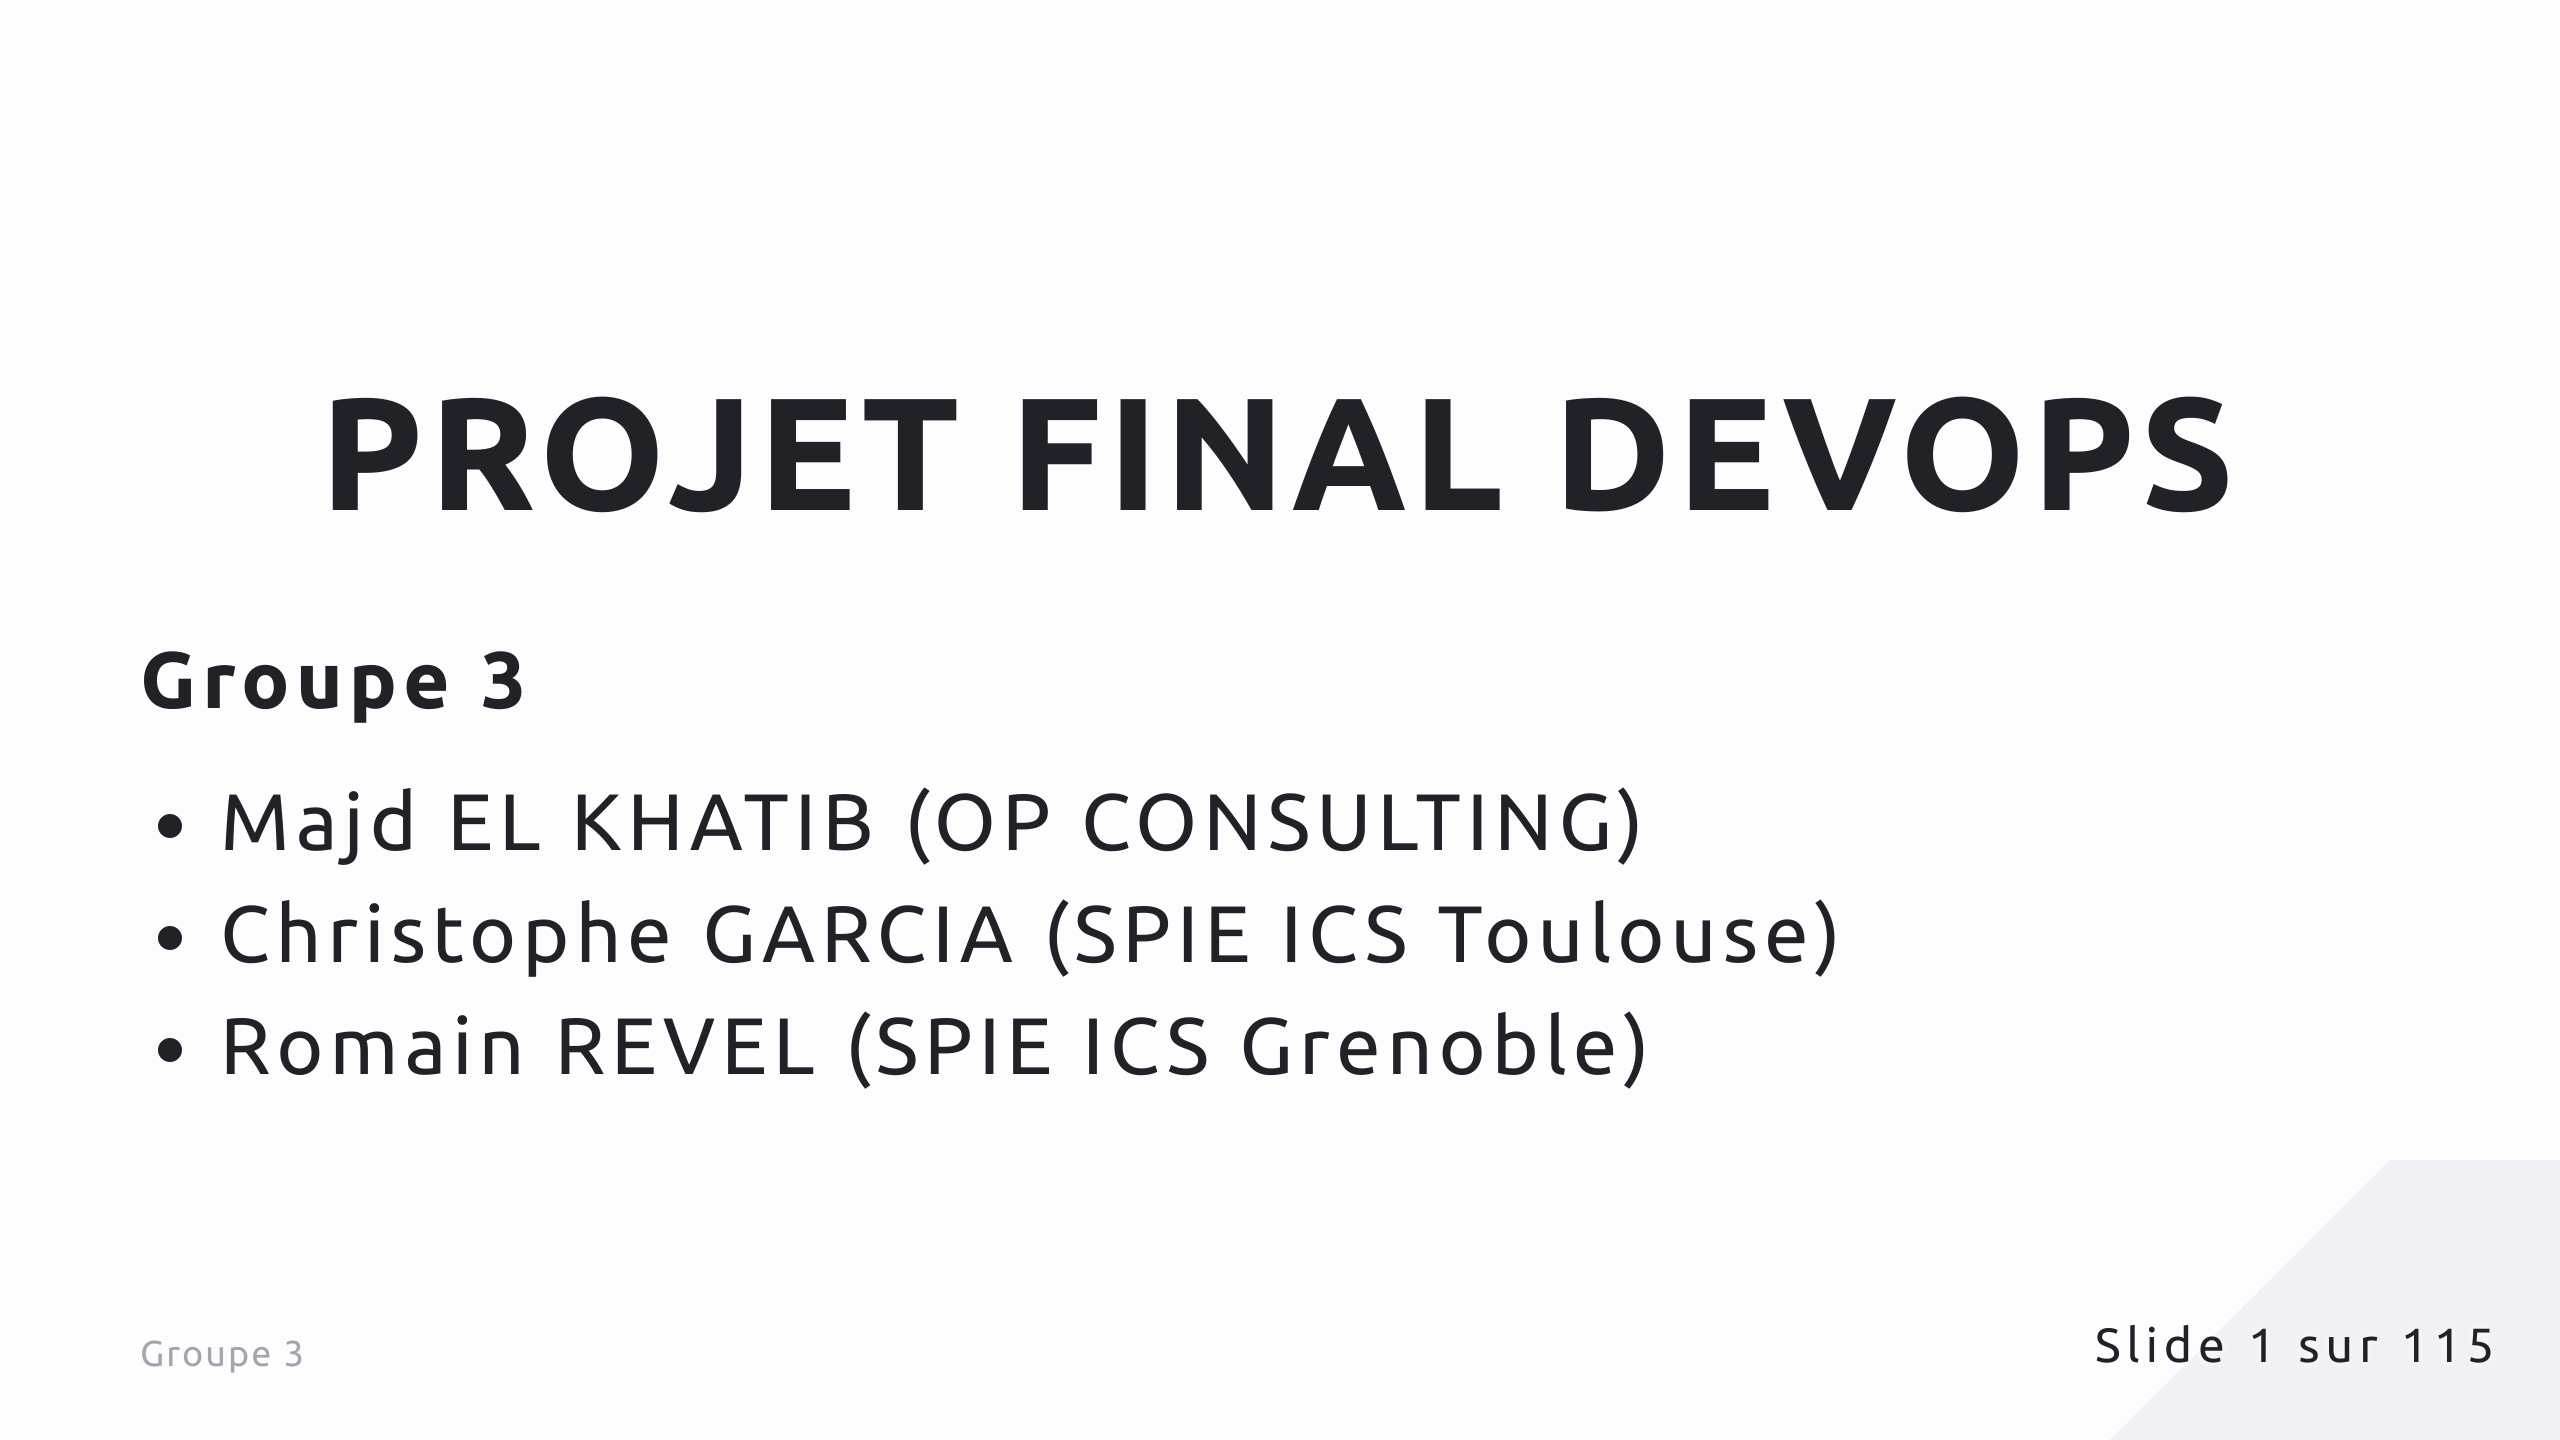 PROJET FINAL DEVOPS
Groupe 3
• Majd EL KHATIB (OP CONSULTING)
• Christophe GARCIA (SPIE ICS Toulouse)
• Romain REVEL (SPIE ICS Grenoble)
Groupe 3
Slide 1 sur 115